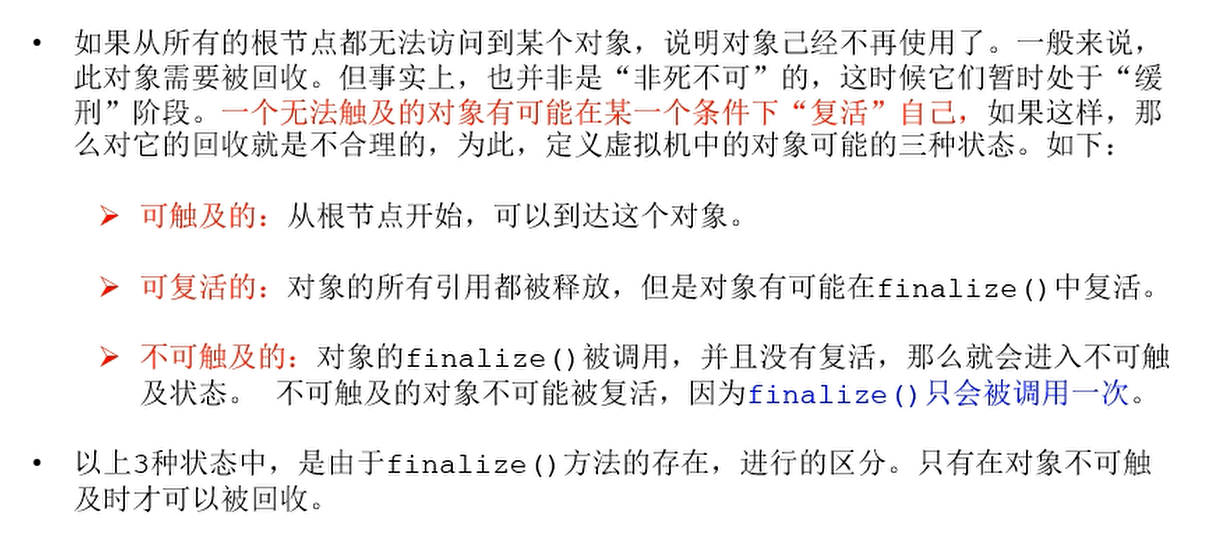 • 如果从所有的根节点都无法访问到某个对象，说明对象己经不再使用了。一般来说，
此对象需要被回收。但事实上，也并非是“非死不可”的，这时候它们暂时处于“缓
刑”阶段。一个无法触及的对象有可能在某一个条件下“复活”自己，如果这样，那
么对它的回收就是不合理的，为此，定义虚拟机中的对象可能的三种状态。如下：
➢ 可触及的：从根节点开始，可以到达这个对象。
➢ 可复活的：对象的所有引用都被释放，但是对象有可能在finalize()中复活。
➢ 不可触及的：对象的finalize()被调用，并且没有复活，那么就会进入不可触
及状态。 不可触及的对象不可能被复活，因为finalize()只会被调用一次。
• 以上3种状态中，是由于finalize()方法的存在，进行的区分。只有在对象不可触
及时才可以被回收。